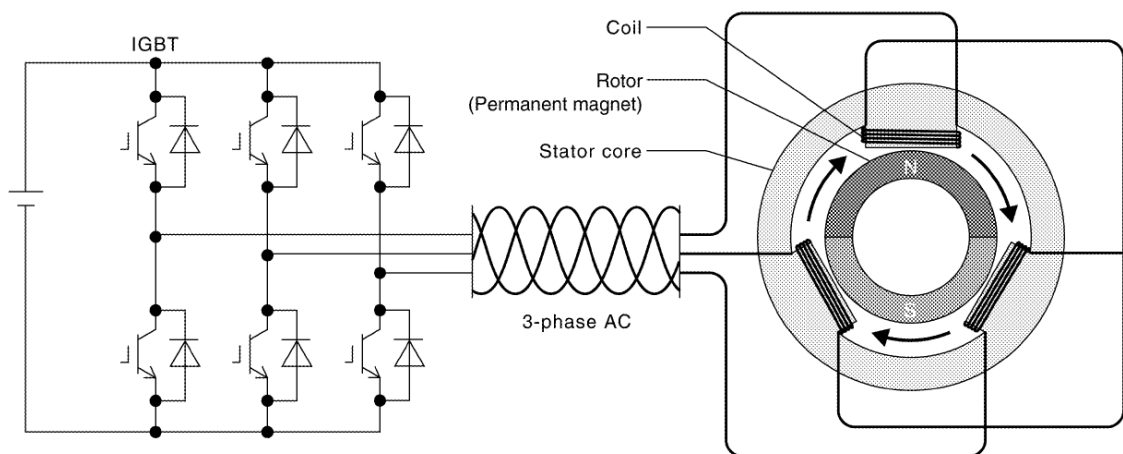 IGBT
Coil
Rotor
(Permanent magnet)
Stator core
N
S
3-phase AC